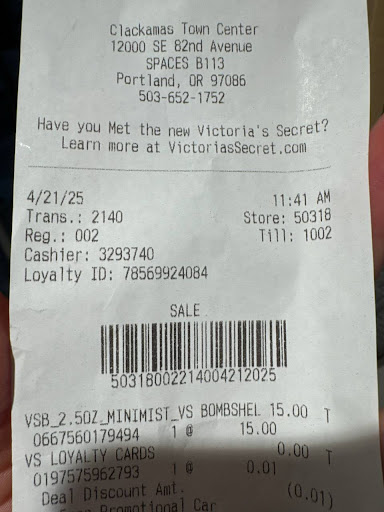 Clackamas Town Center
12000 SE 82nd Avenue
SPACES B113
Portland, OR 97086
503-652-1752
Have you Met the new Victoria's Secret?
Learn more at VictoriasSecret.com
4/21/25 11:41 AM
Trans.: 2140 Store: 50318
Reg.: 002 Till: 1002
Cashier: 3293740
Loyalty ID: 78569924084
SALE
50318002214004212025
VSB_2.5OZ_MINIMIST_VS BOMBSHEL 15.00 T
0667560179494 1 @ 15.00
VS LOYALTY CARDS 0.00 T
0197575962793 1 @ 0.01
Deal Discount Amt. (0.01)
Promotional Car